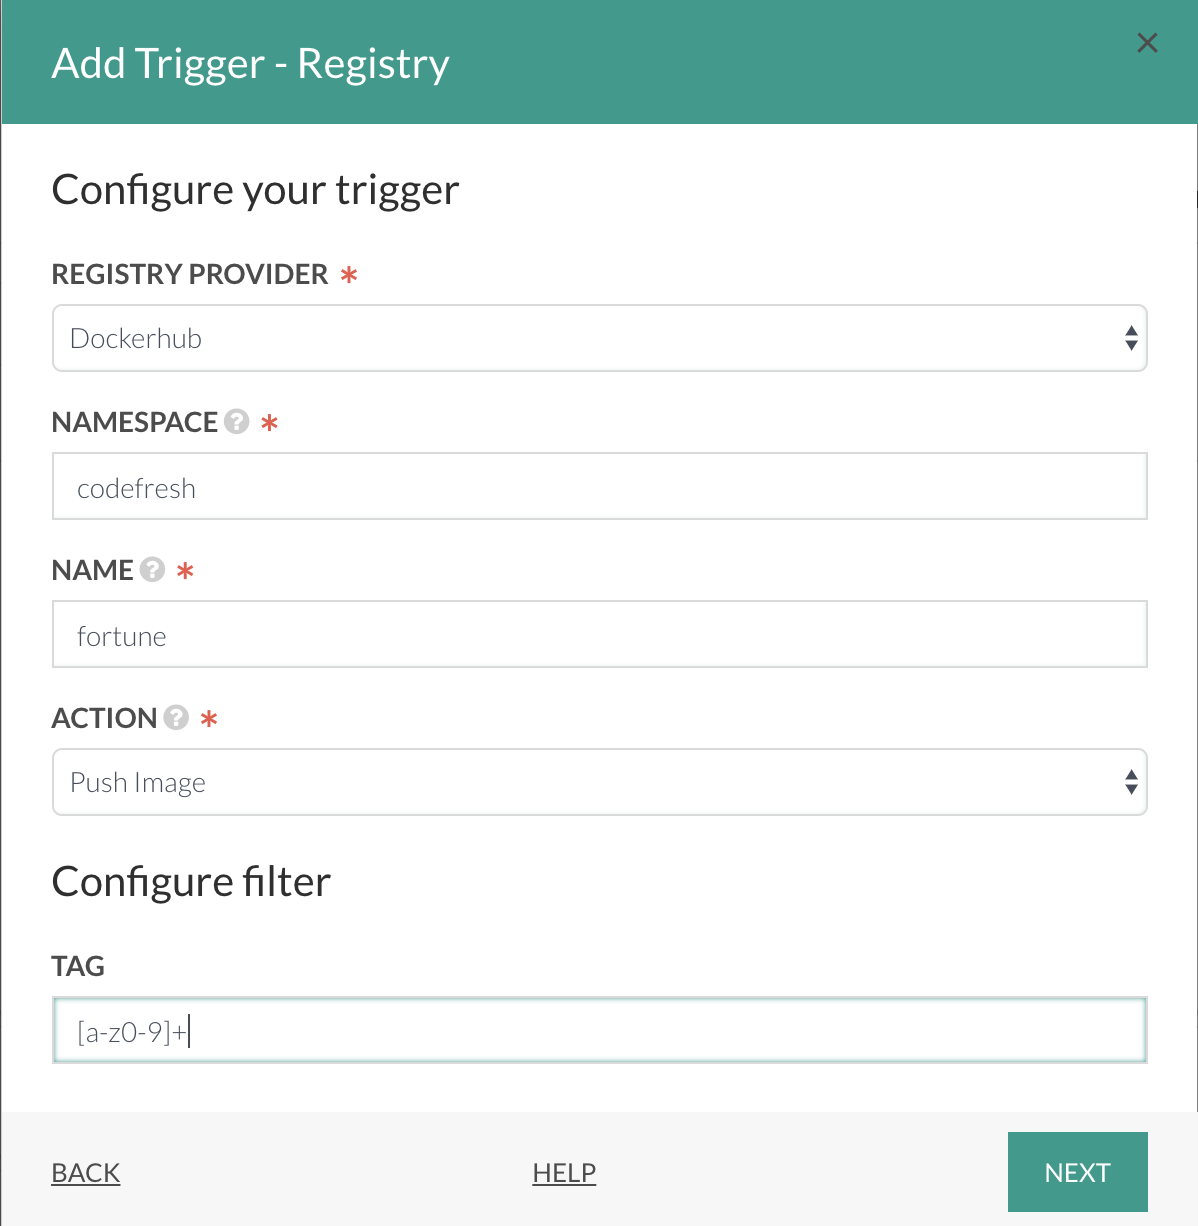 Add Trigger - Registry
Configure your trigger
REGISTRY PROVIDER *
Dockerhub
NAMESPACE ? *
codefresh
NAME ? *
fortune
ACTION ? *
Push Image
Configure filter
TAG
[a-z0-9]+
BACK HELP NEXT